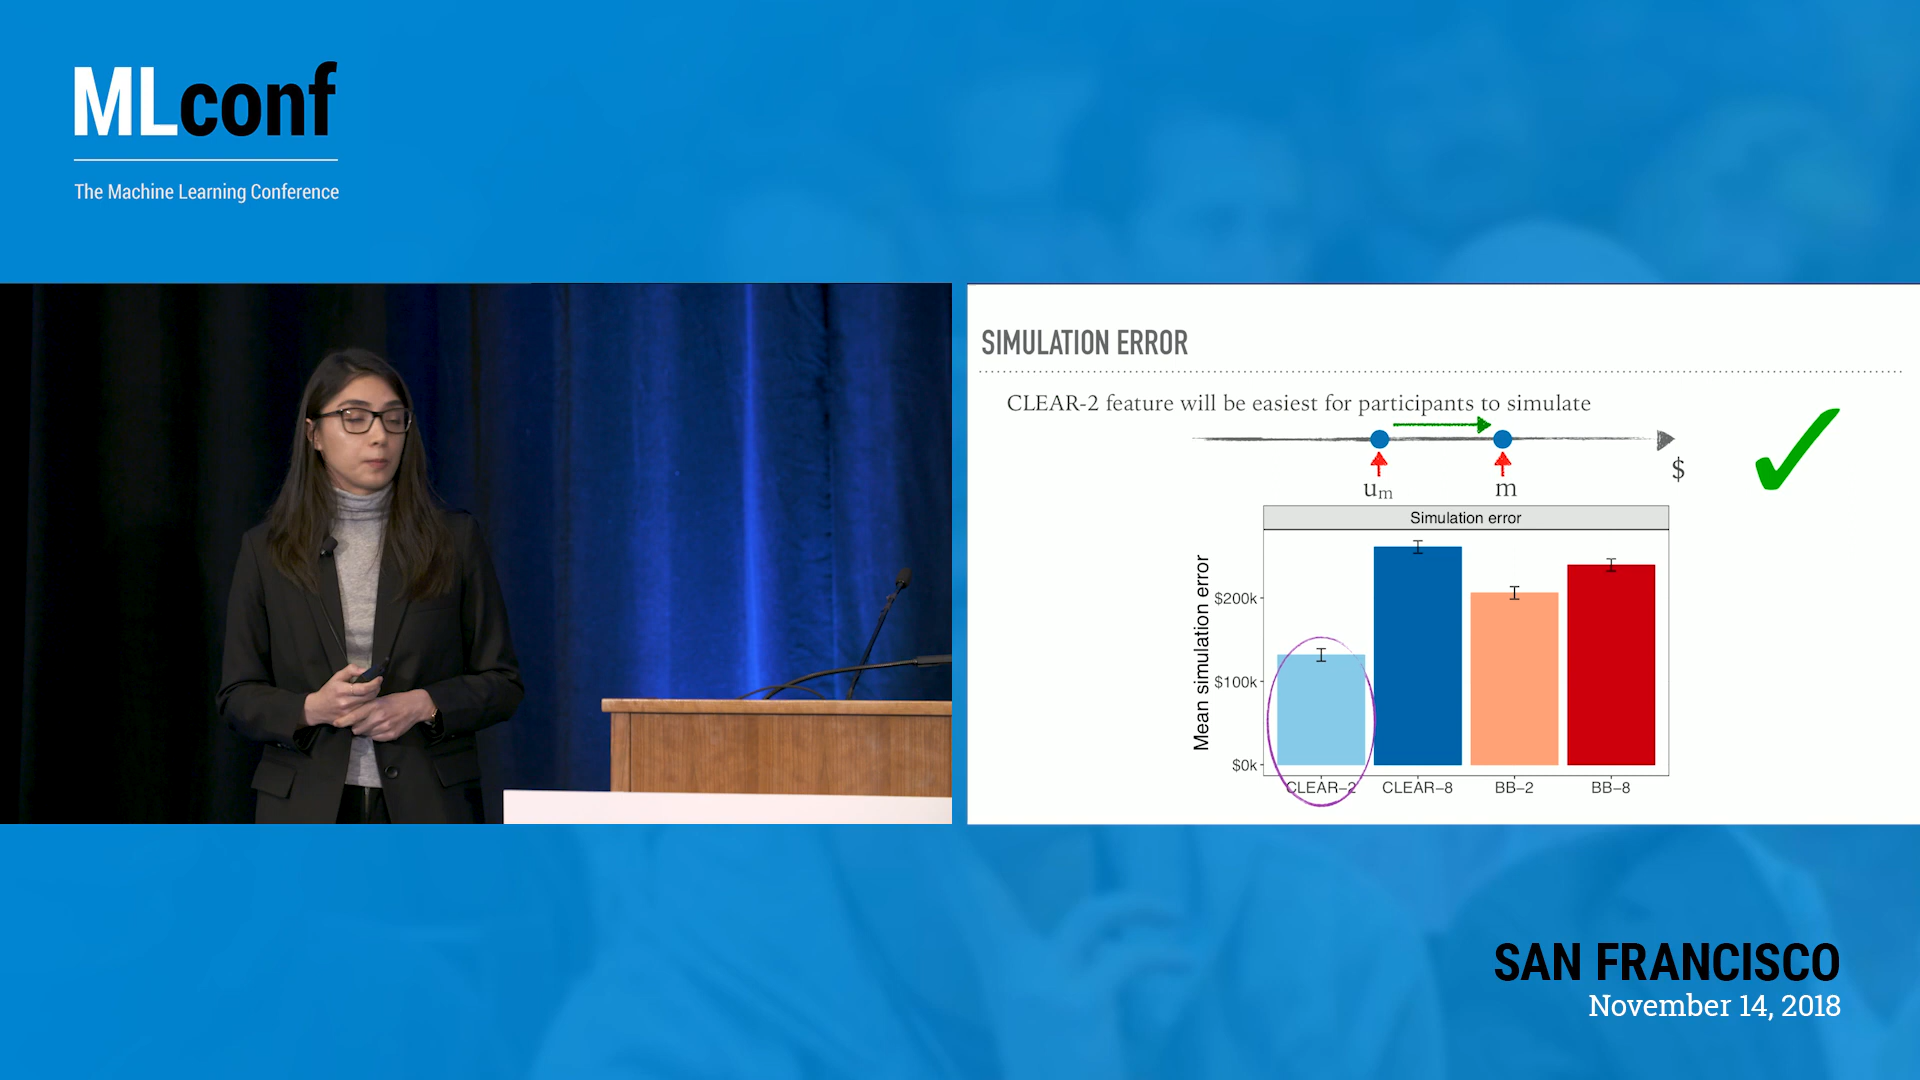 MLconf
The Machine Learning Conference
SIMULATION ERROR
CLEAR-2 feature will be easiest for participants to simulate
$
um
m
Simulation error
Mean simulation error
$200k
$100k
$0k
CLEAR–2
CLEAR–8
BB–2
BB–8
SAN FRANCISCO
November 14, 2018